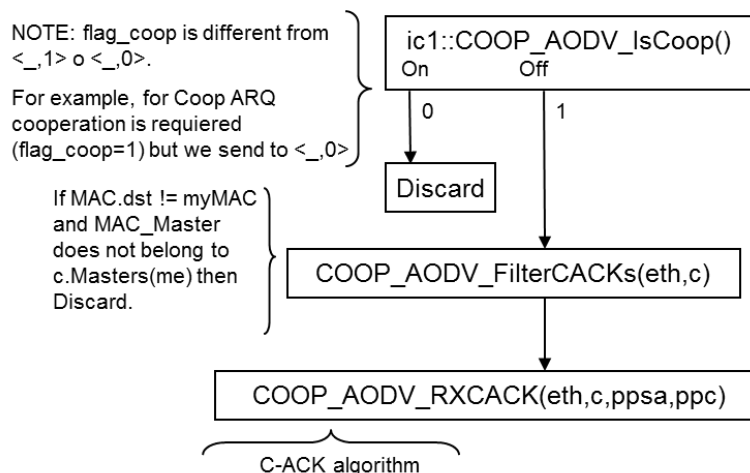 NOTE: flag_coop is different from
<_,1> o <_,0>.
For example, for Coop ARQ
cooperation is requiered
(flag_coop=1) but we send to <_,0>
ic1::COOP_AODV_IsCoop()
On Off
0 1
Discard
If MAC.dst != myMAC
and MAC_Master
does not belong to
c.Masters(me) then
Discard.
COOP_AODV_FilterCACKs(eth,c)
COOP_AODV_RXCACK(eth,c,ppsa,ppc)
C-ACK algorithm